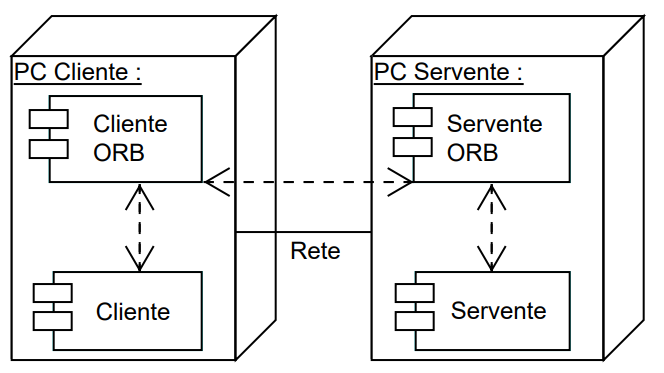 PC Cliente :
Cliente
ORB
Cliente
PC Servente :
Servente
ORB
Servente
Rete